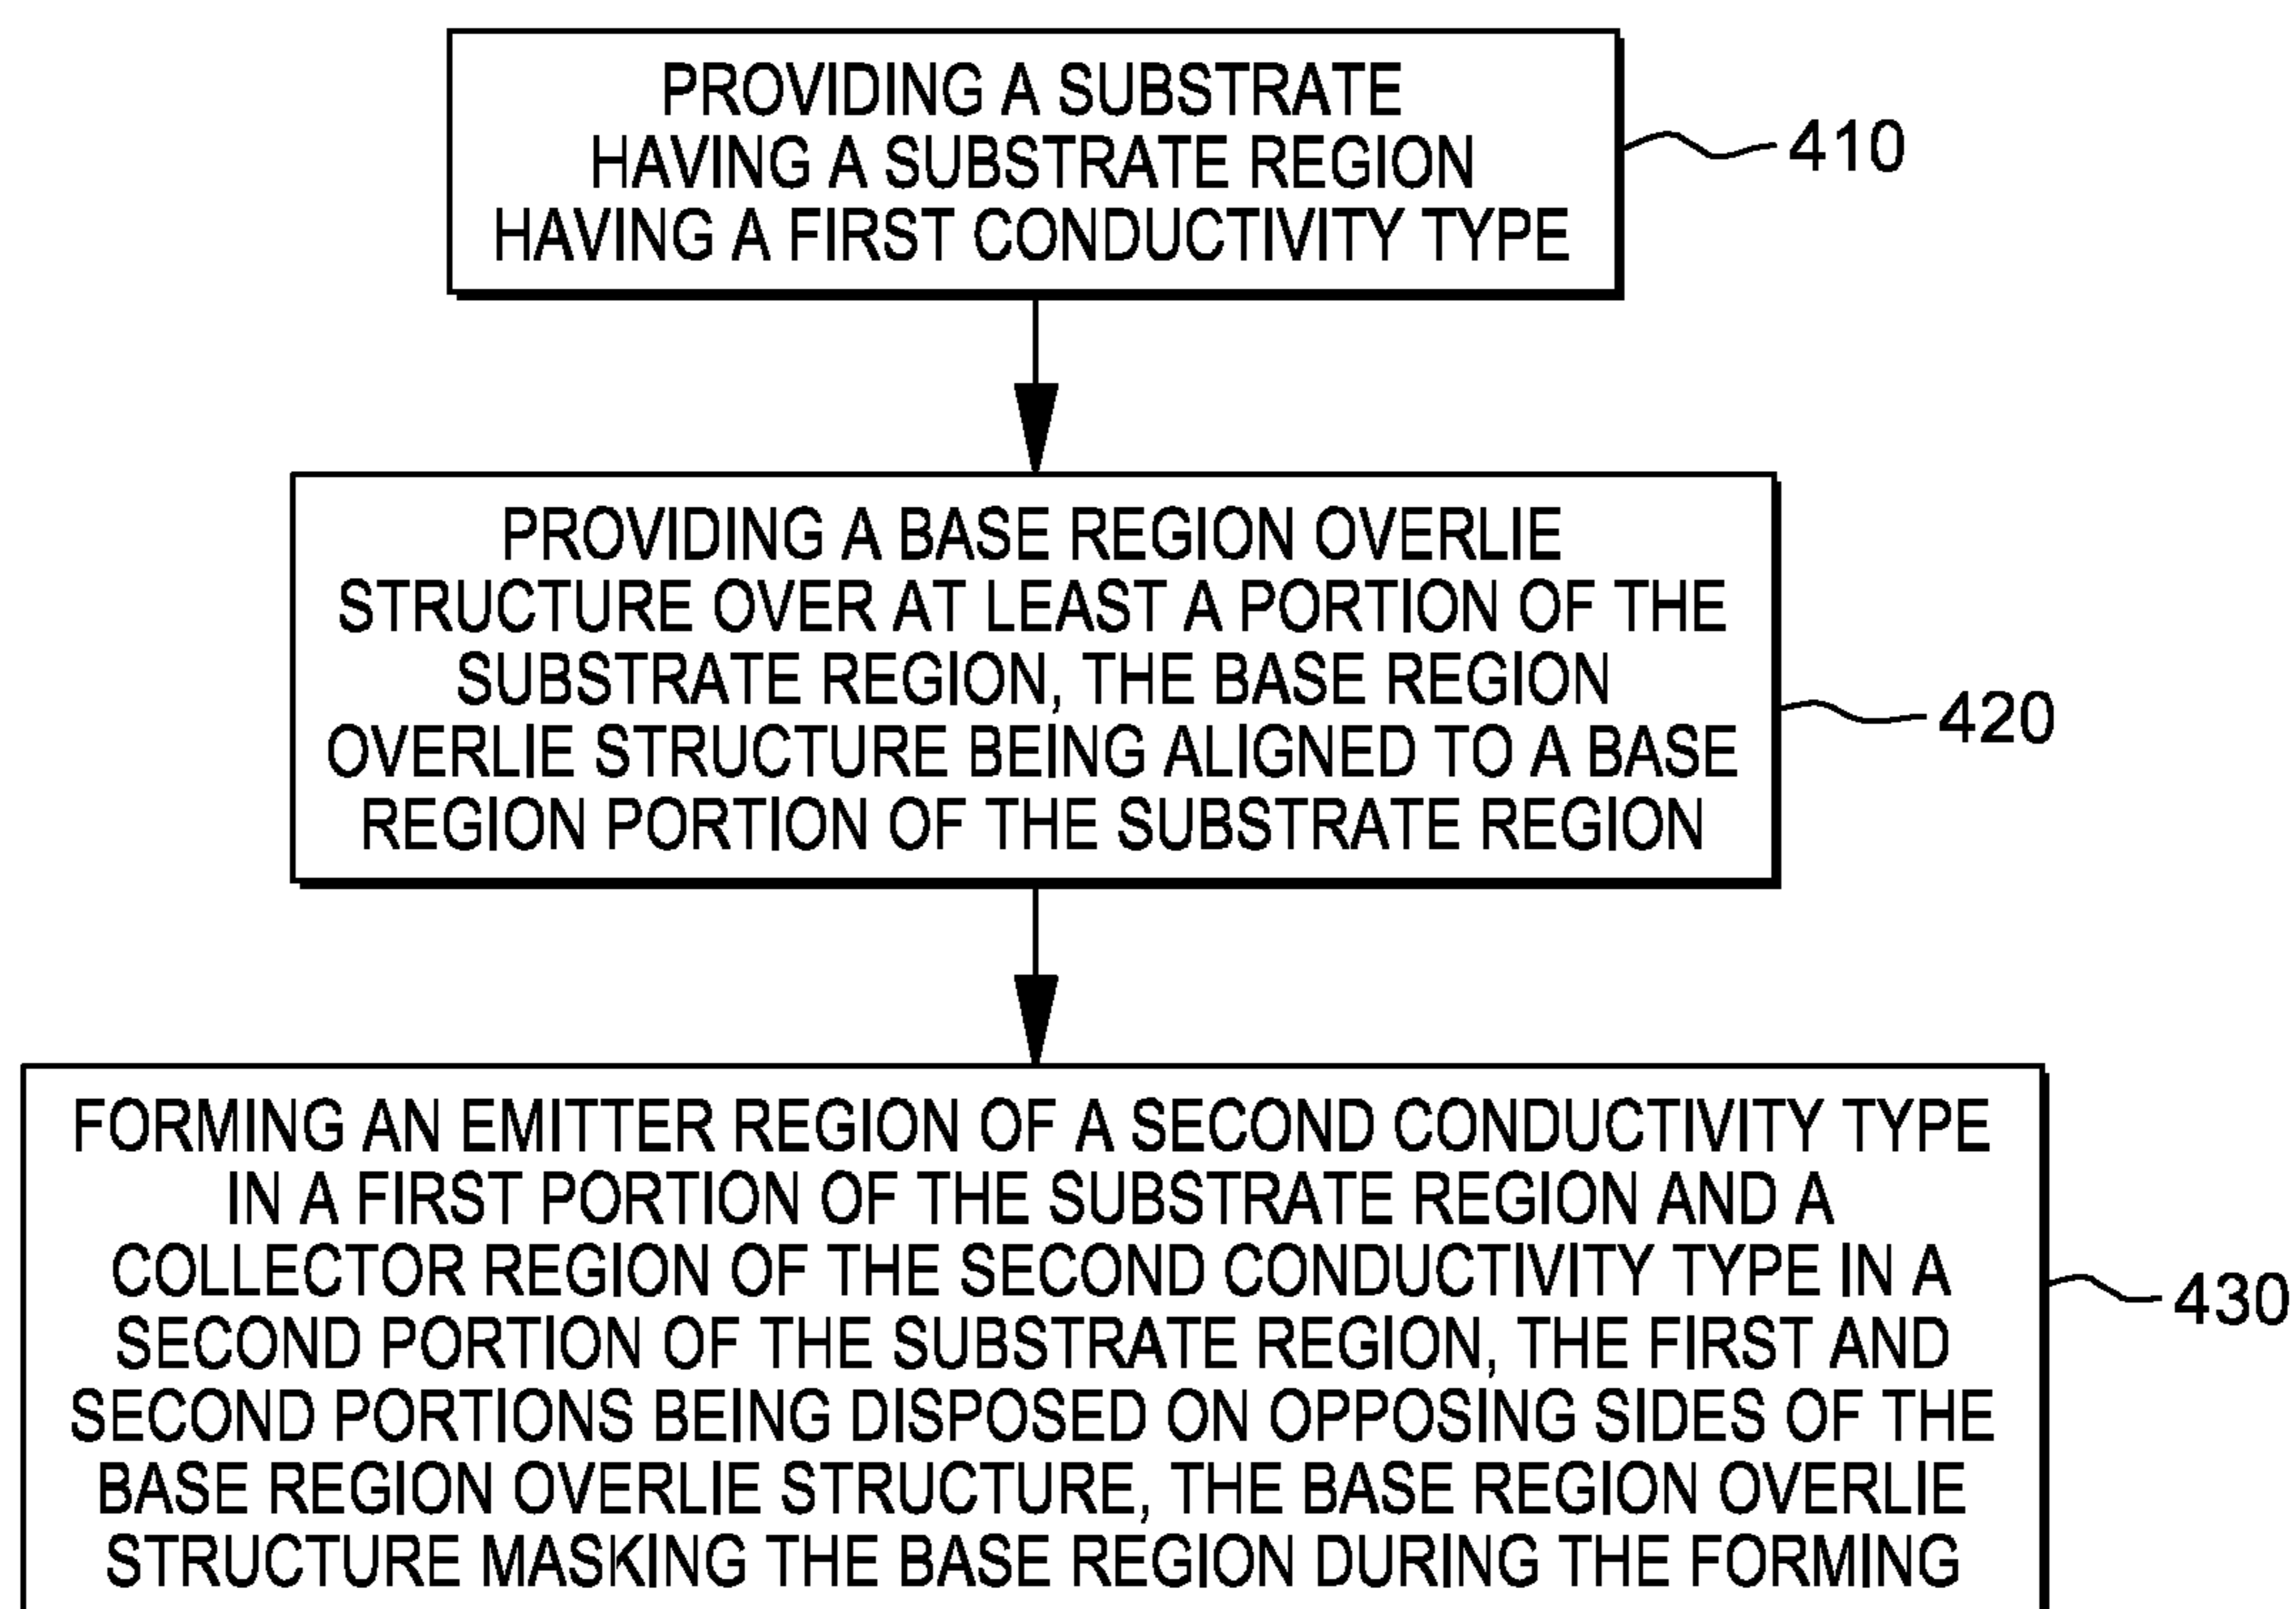 PROVIDING A SUBSTRATE
HAVING A SUBSTRATE REGION
HAVING A FIRST CONDUCTIVITY TYPE
410
PROVIDING A BASE REGION OVERLIE
STRUCTURE OVER AT LEAST A PORTION OF THE
SUBSTRATE REGION, THE BASE REGION
OVERLIE STRUCTURE BEING ALIGNED TO A BASE
REGION PORTION OF THE SUBSTRATE REGION
420
FORMING AN EMITTER REGION OF A SECOND CONDUCTIVITY TYPE
IN A FIRST PORTION OF THE SUBSTRATE REGION AND A
COLLECTOR REGION OF THE SECOND CONDUCTIVITY TYPE IN A
SECOND PORTION OF THE SUBSTRATE REGION, THE FIRST AND
SECOND PORTIONS BEING DISPOSED ON OPPOSING SIDES OF THE
BASE REGION OVERLIE STRUCTURE, THE BASE REGION OVERLIE
STRUCTURE MASKING THE BASE REGION DURING THE FORMING
430